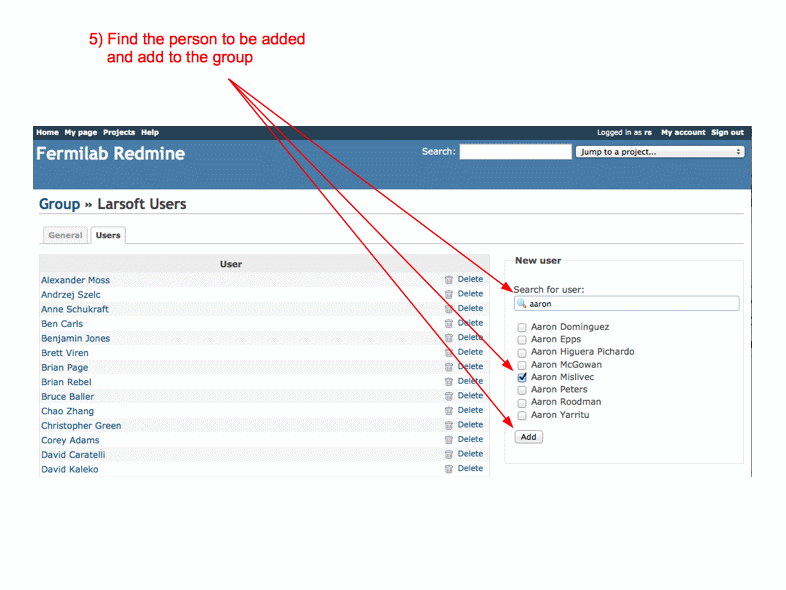 5) Find the person to be added
and add to the group
Home My page Projects Help Logged in as rs My account Sign out
Fermilab Redmine Search: Jump to a project...
Group » Larsoft Users
General Users
User
Alexander Moss Delete
Andrzej Szelc Delete
Anne Schukraft Delete
Ben Carls Delete
Benjamin Jones Delete
Brett Viren Delete
Brian Page Delete
Brian Rebel Delete
Bruce Baller Delete
Chao Zhang Delete
Christopher Green Delete
Corey Adams Delete
David Caratelli Delete
David Kaleko Delete
New user
Search for user:
aaron
Aaron Dominguez
Aaron Epps
Aaron Higuera Pichardo
Aaron McGowan
Aaron Mislivec
Aaron Peters
Aaron Roodman
Aaron Yarritu
Add